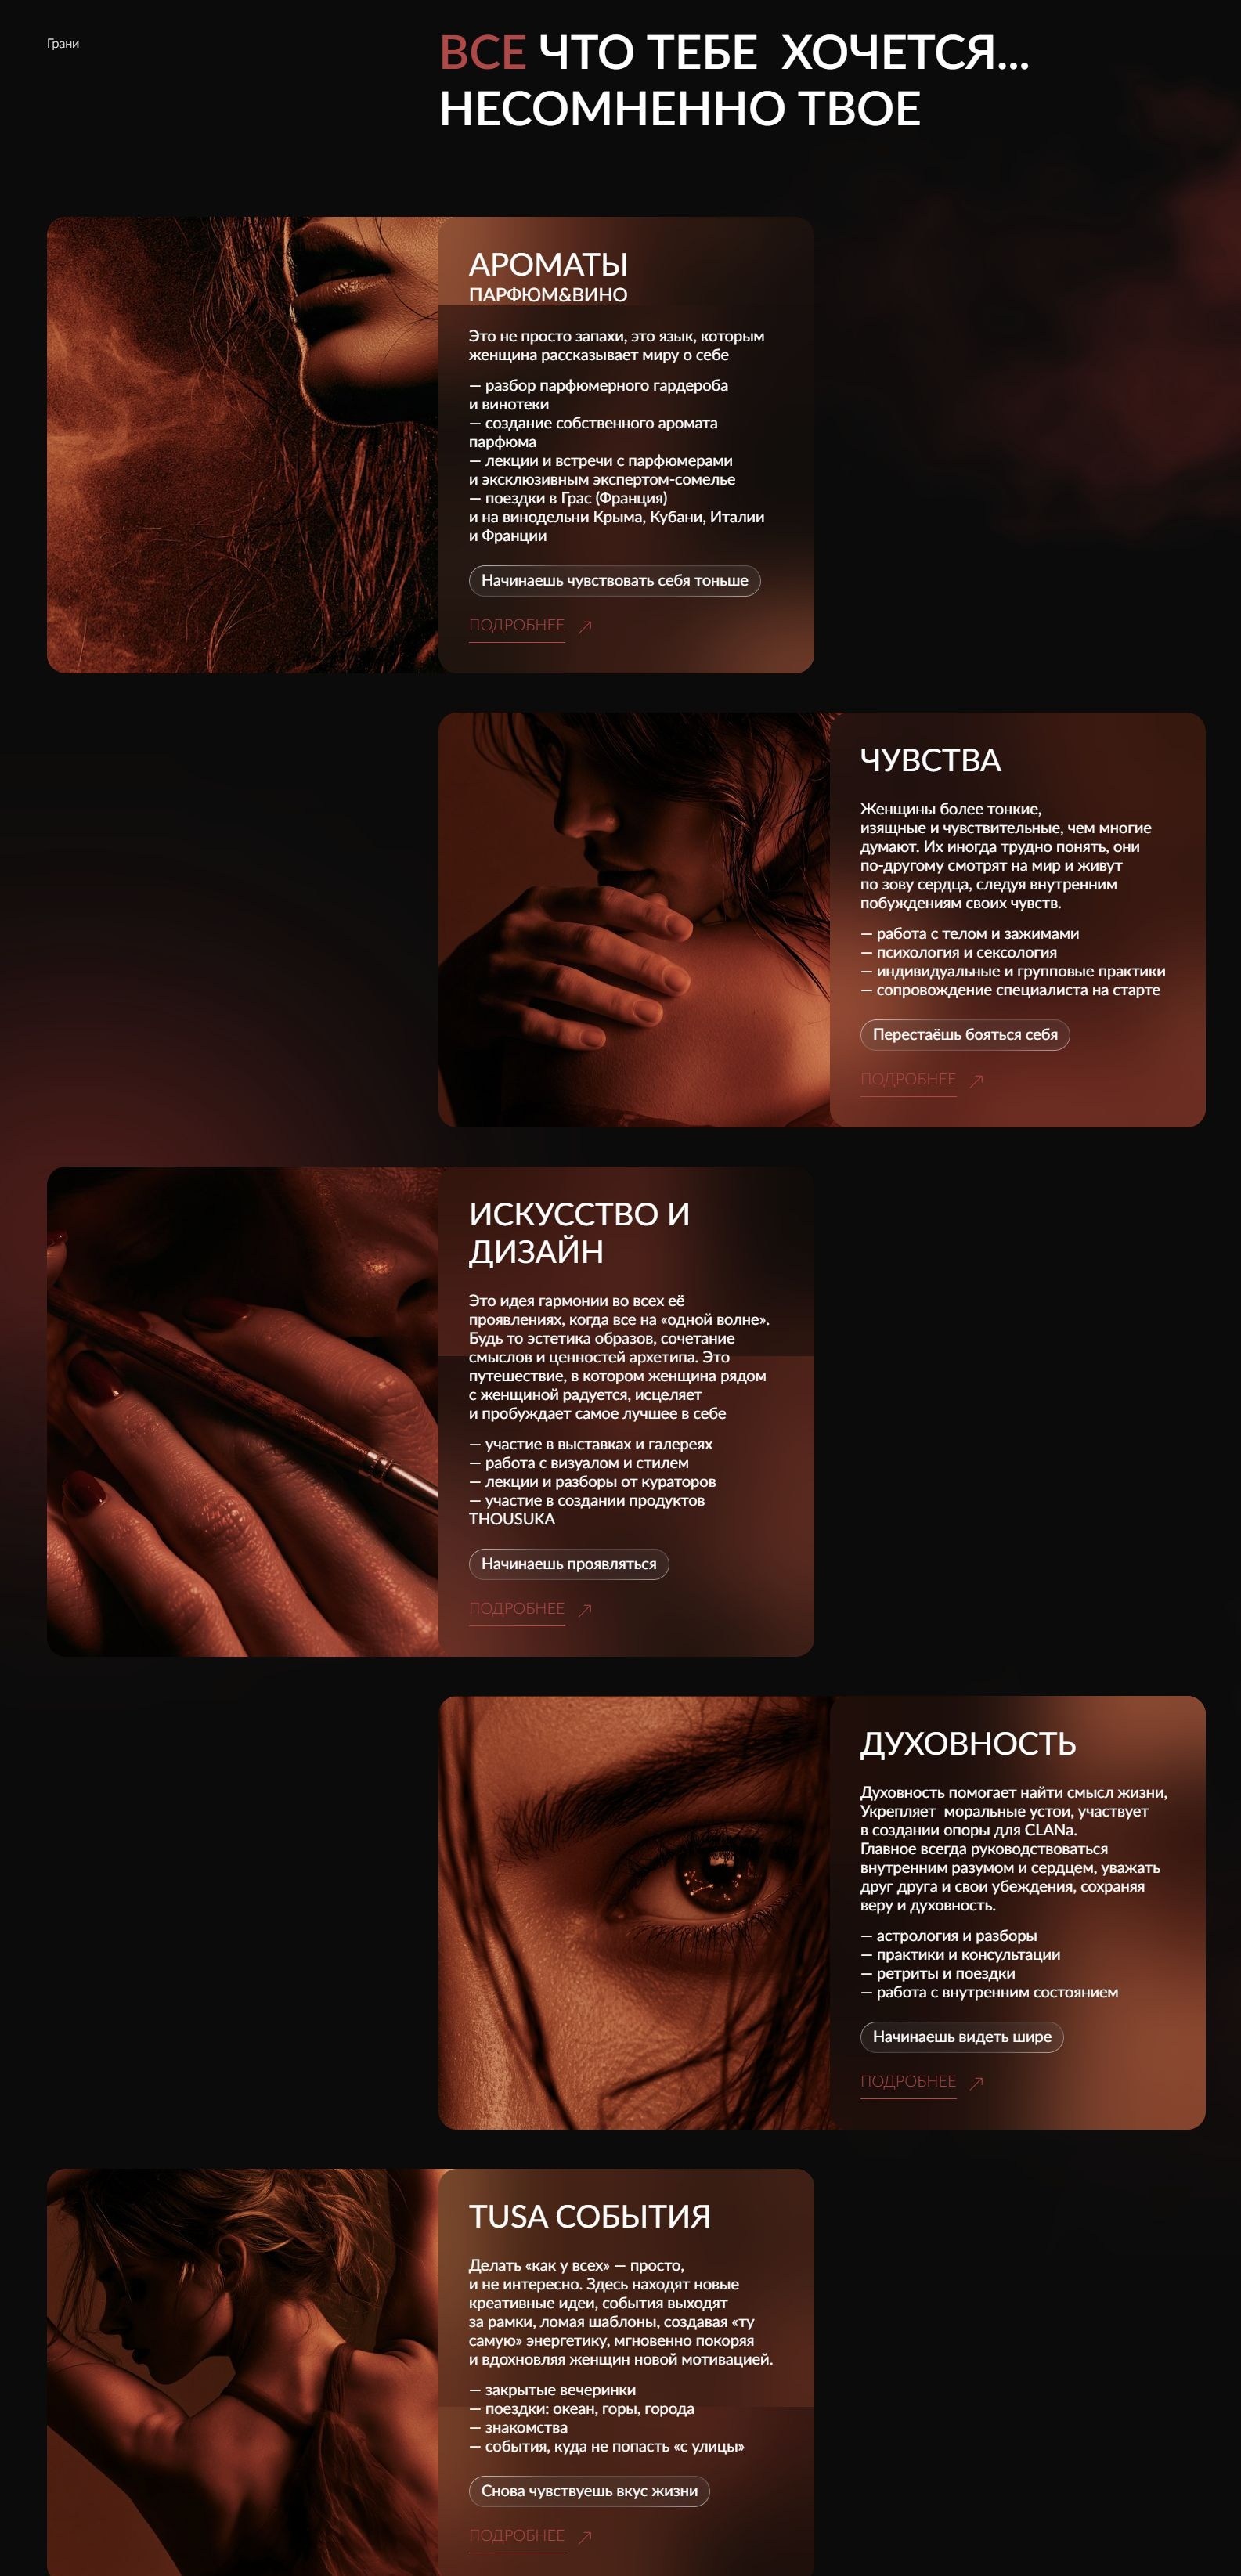 Грани
ВСЕ ЧТО ТЕБЕ ХОЧЕТСЯ...
НЕСОМНЕННО ТВОЕ
АРОМАТЫ
ПАРФЮМ&ВИНО
Это не просто запахи, это язык, которым
женщина рассказывает миру о себе
— разбор парфюмерного гардероба
и винотеки
— создание собственного аромата
парфюма
— лекции и встречи с парфюмерами
и эксклюзивным экспертом-сомелье
— поездки в Грас (Франция)
и на винодельни Крыма, Кубани, Италии
и Франции
Начинаешь чувствовать себя тоньше
ПОДРОБНЕЕ
ЧУВСТВА
Женщины более тонкие,
изящные и чувствительные, чем многие
думают. Их иногда трудно понять, они
по-другому смотрят на мир и живут
по зову сердца, следуя внутренним
побуждениям своих чувств.
— работа с телом и зажимами
— психология и сексология
— индивидуальные и групповые практики
— сопровождение специалиста на старте
Перестаёшь бояться себя
ПОДРОБНЕЕ
ИСКУССТВО И
ДИЗАЙН
Это идея гармонии во всех её
проявлениях, когда все на «одной волне».
Будь то эстетика образов, сочетание
смыслов и ценностей архетипа. Это
путешествие, в котором женщина рядом
с женщиной радуется, исцеляет
и пробуждает самое лучшее в себе
— участие в выставках и галереях
— работа с визуалом и стилем
— лекции и разборы от кураторов
— участие в создании продуктов
THOUSUKA
Начинаешь проявляться
ПОДРОБНЕЕ
ДУХОВНОСТЬ
Духовность помогает найти смысл жизни,
Укрепляет моральные устои, участвует
в создании опоры для CLANа.
Главное всегда руководствоваться
внутренним разумом и сердцем, уважать
друг друга и свои убеждения, сохраняя
веру и духовность.
— астрология и разборы
— практики и консультации
— ретриты и поездки
— работа с внутренним состоянием
Начинаешь видеть шире
ПОДРОБНЕЕ
TUSA СОБЫТИЯ
Делать «как у всех» — просто,
и не интересно. Здесь находят новые
креативные идеи, события выходят
за рамки, ломая шаблоны, создавая «ту
самую» энергетику, мгновенно покоряя
и вдохновляя женщин новой мотивацией.
— закрытые вечеринки
— поездки: океан, горы, города
— знакомства
— события, куда не попасть «с улицы»
Снова чувствуешь вкус жизни
ПОДРОБНЕЕ